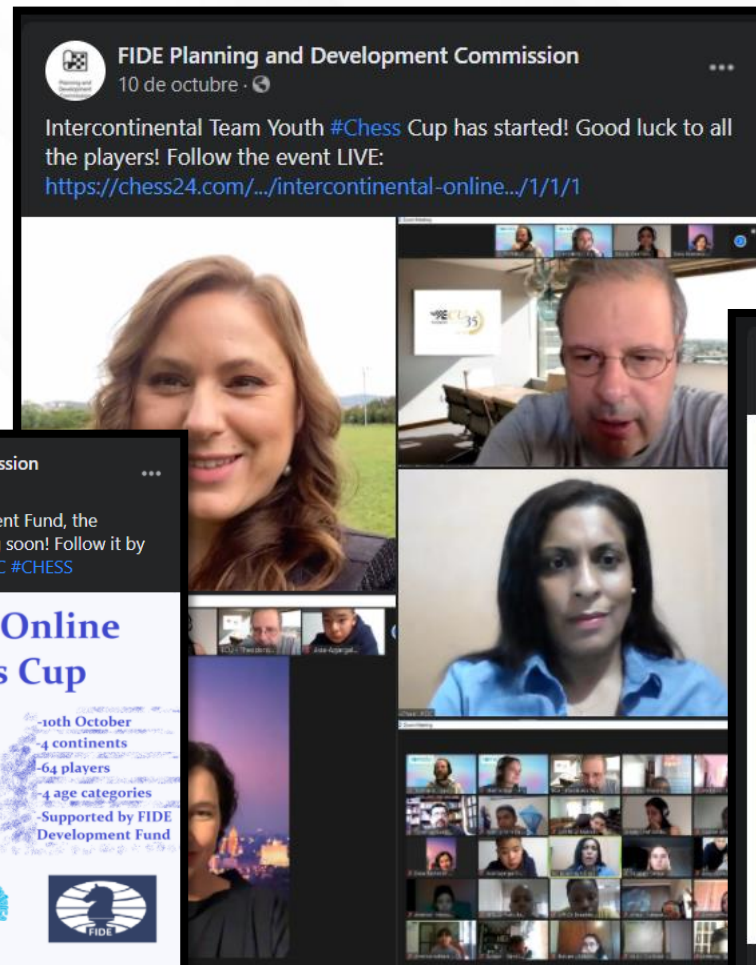 FIDE Planning and Development Commission
10 de octubre
Intercontinental Team Youth #Chess Cup has started! Good luck to all
the players! Follow the event LIVE:
https://chess24.com/.../intercontinental-online.../1/1/1
ECU
35
ssion
ent Fund, the
soon! Follow it by
C #CHESS
Online
s Cup
-10th October
-4 continents
-64 players
-4 age categories
-Supported by FIDE
Development Fund
FIDE